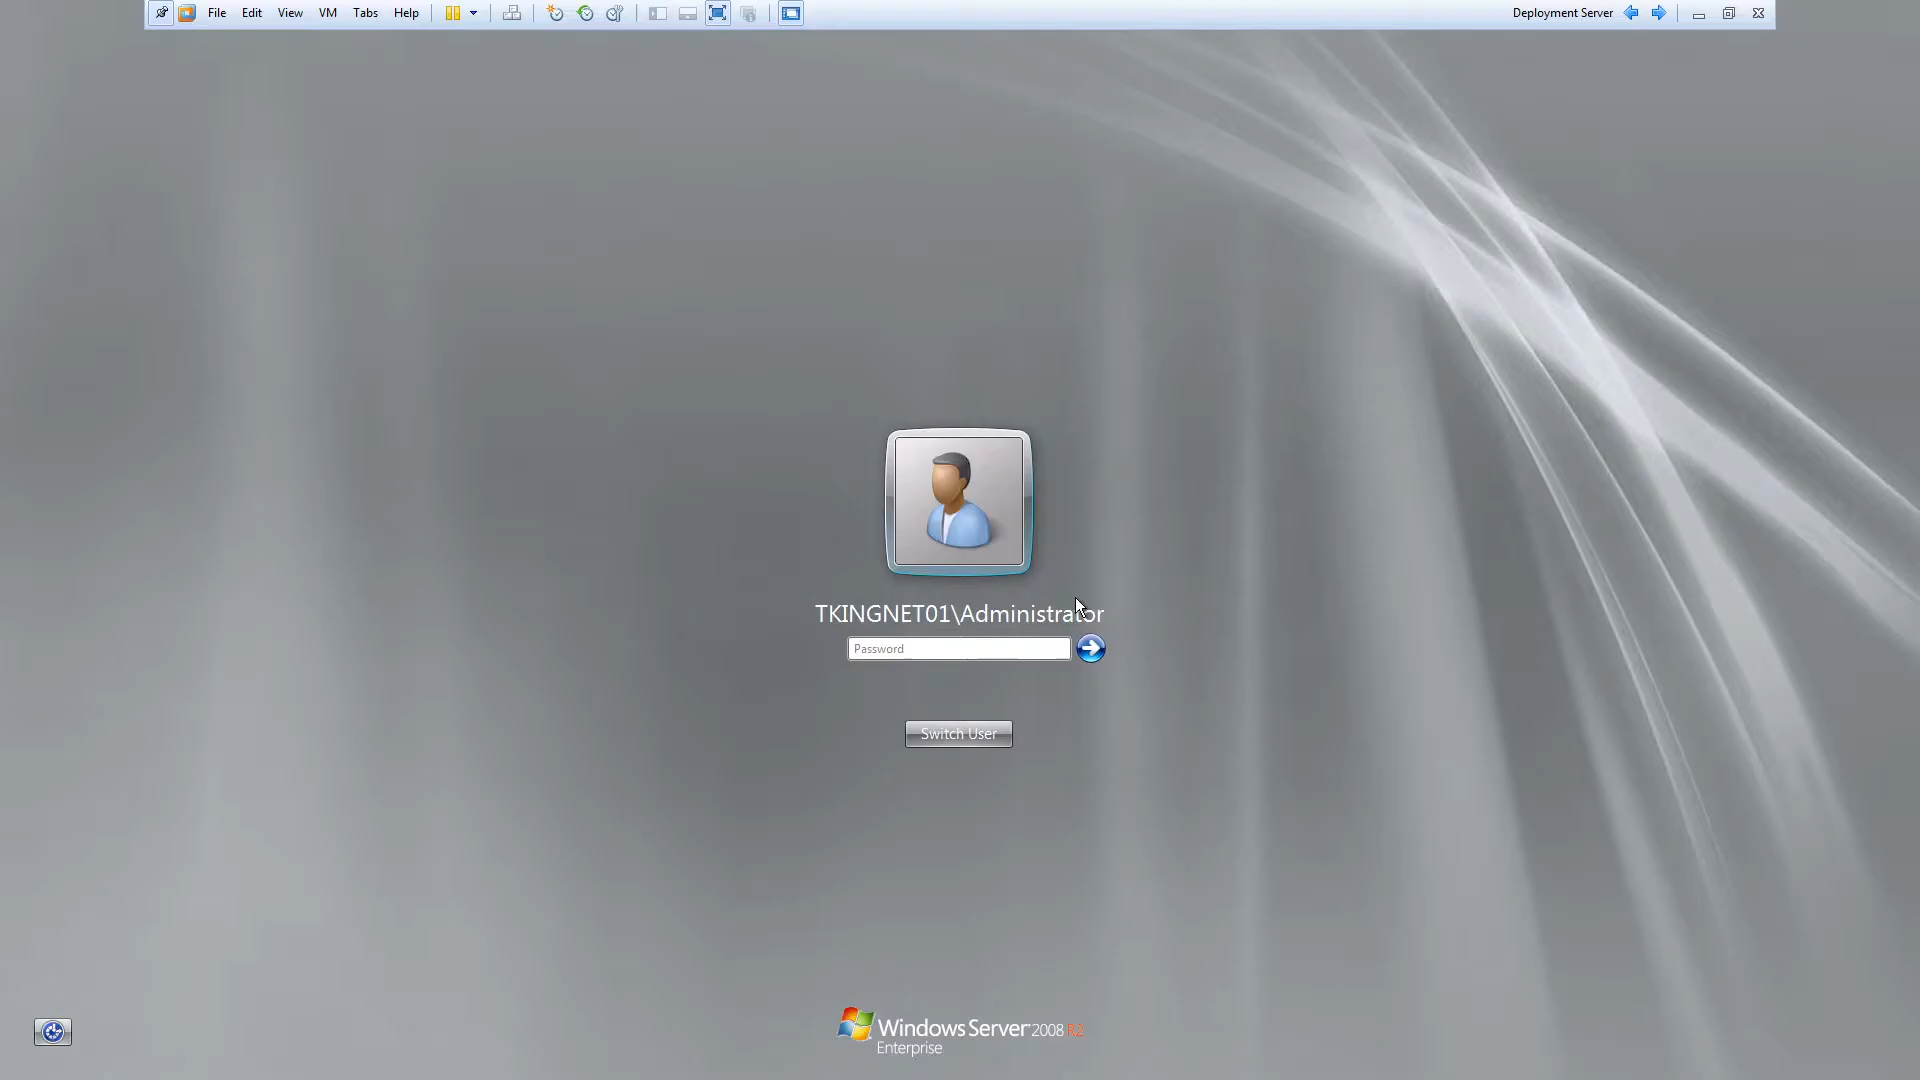 File Edit View VM Tabs Help Deployment Server
TKINGNET01\Administrator
Password
Switch User
Windows Server 2008 R2
Enterprise